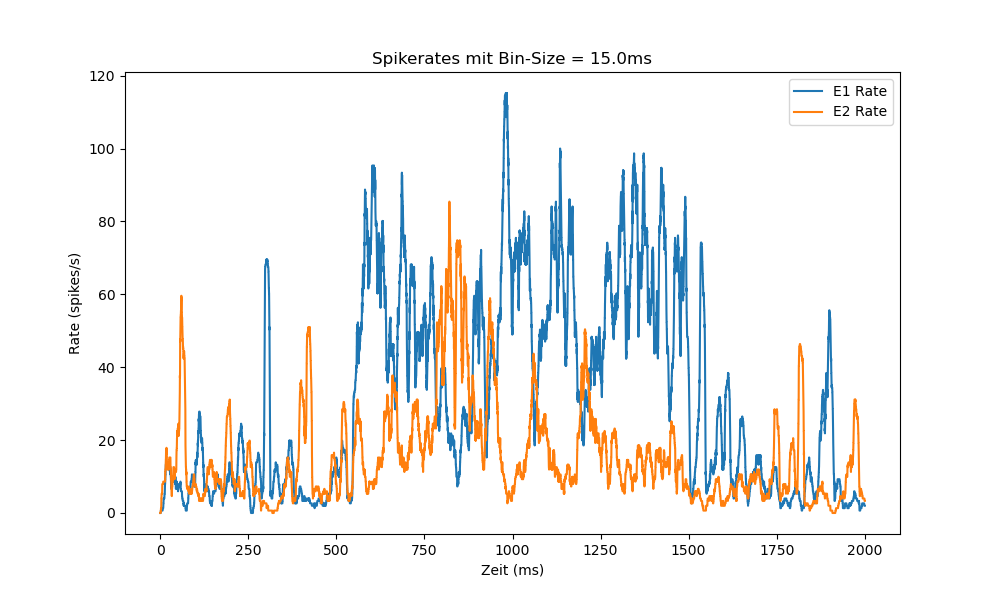 Spikerates mit Bin-Size = 15.0ms
E1 Rate
E2 Rate
Rate (spikes/s)
120
100
80
60
40
20
0
0 250 500 750 1000 1250 1500 1750 2000
Zeit (ms)